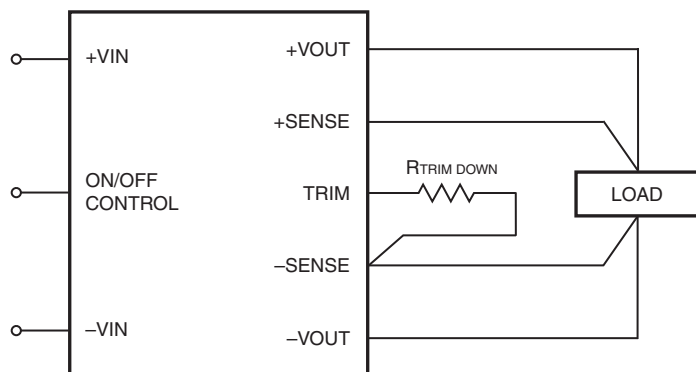 +VIN
ON/OFF
CONTROL
–VIN
+VOUT
+SENSE
TRIM
–SENSE
–VOUT
RTRIM DOWN
LOAD